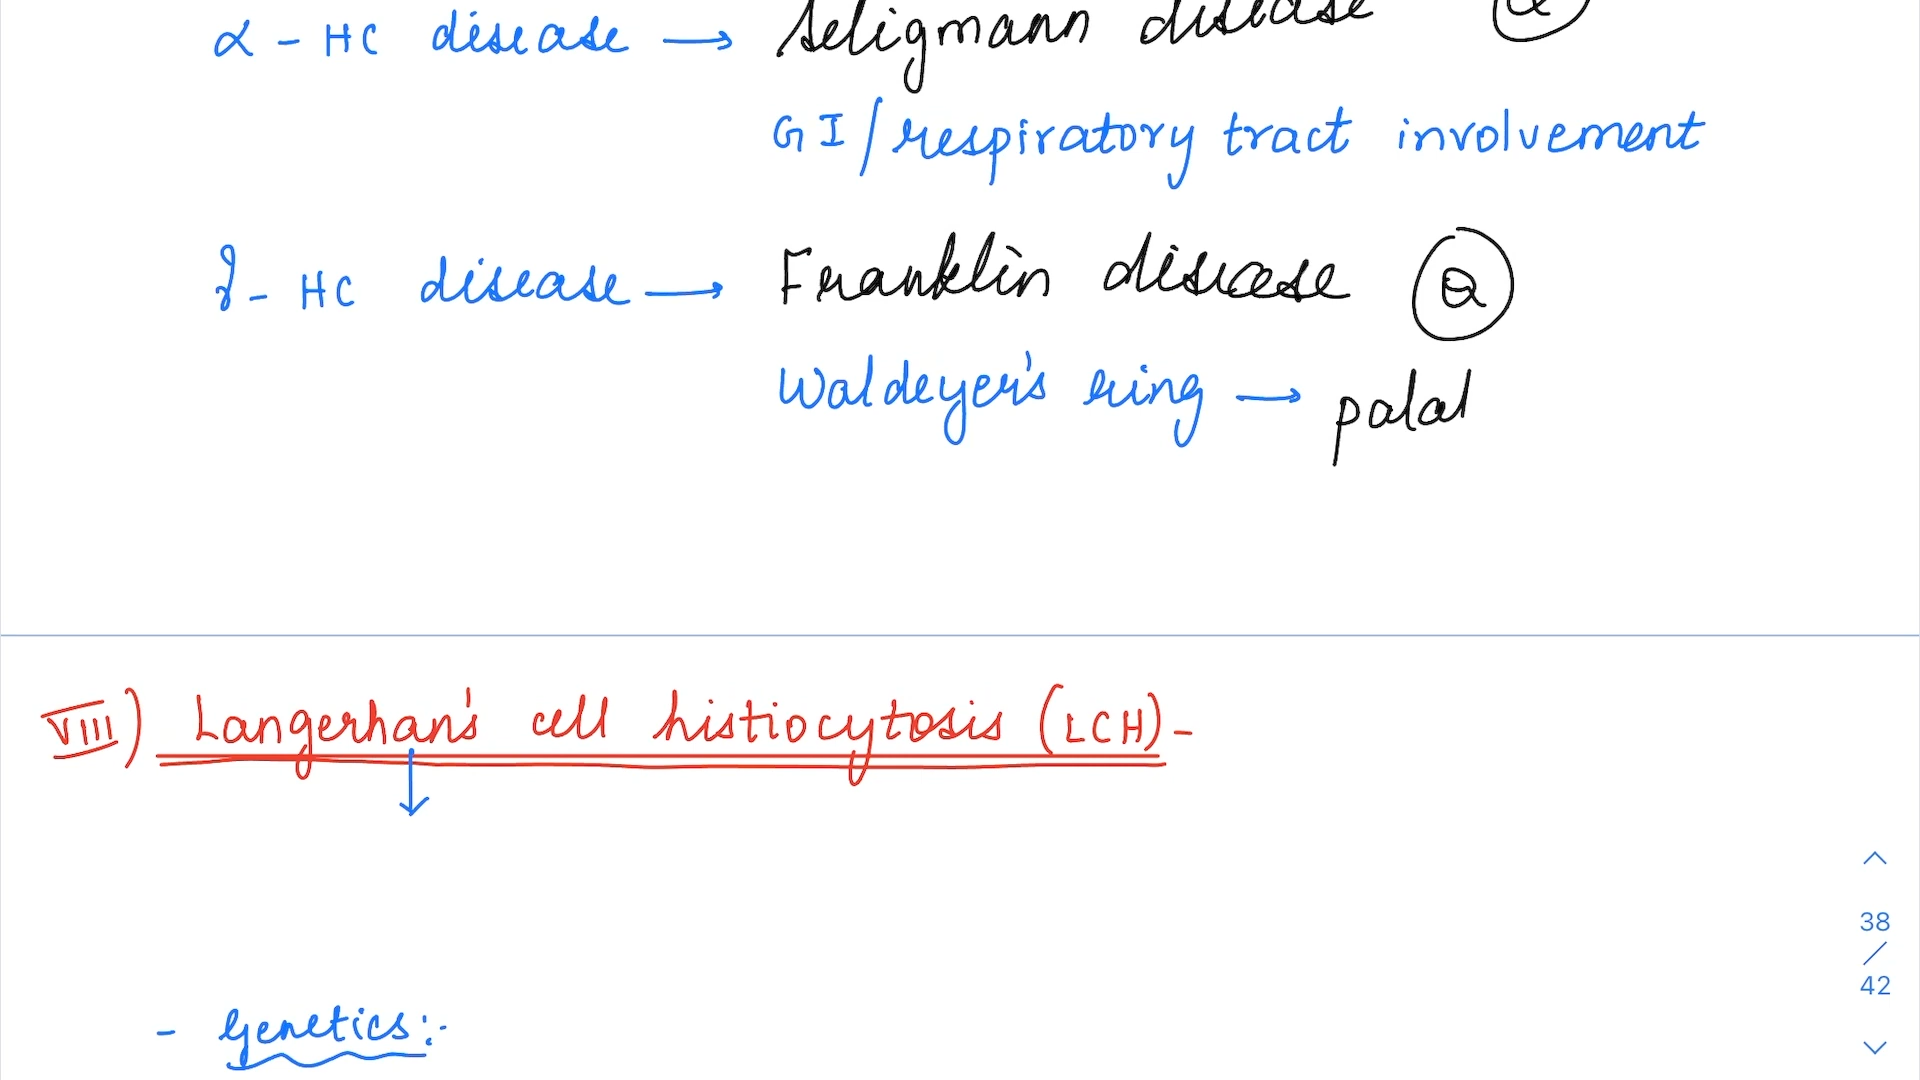 α - HC disease → Seligmann disease Q
GI/respiratory tract involvement
γ - HC disease → Franklin disease Q
Waldeyer's ring → palat
VIII) Langerhan's cell histiocytosis (LCH) -
↓
38
/
42
- Genetics:-